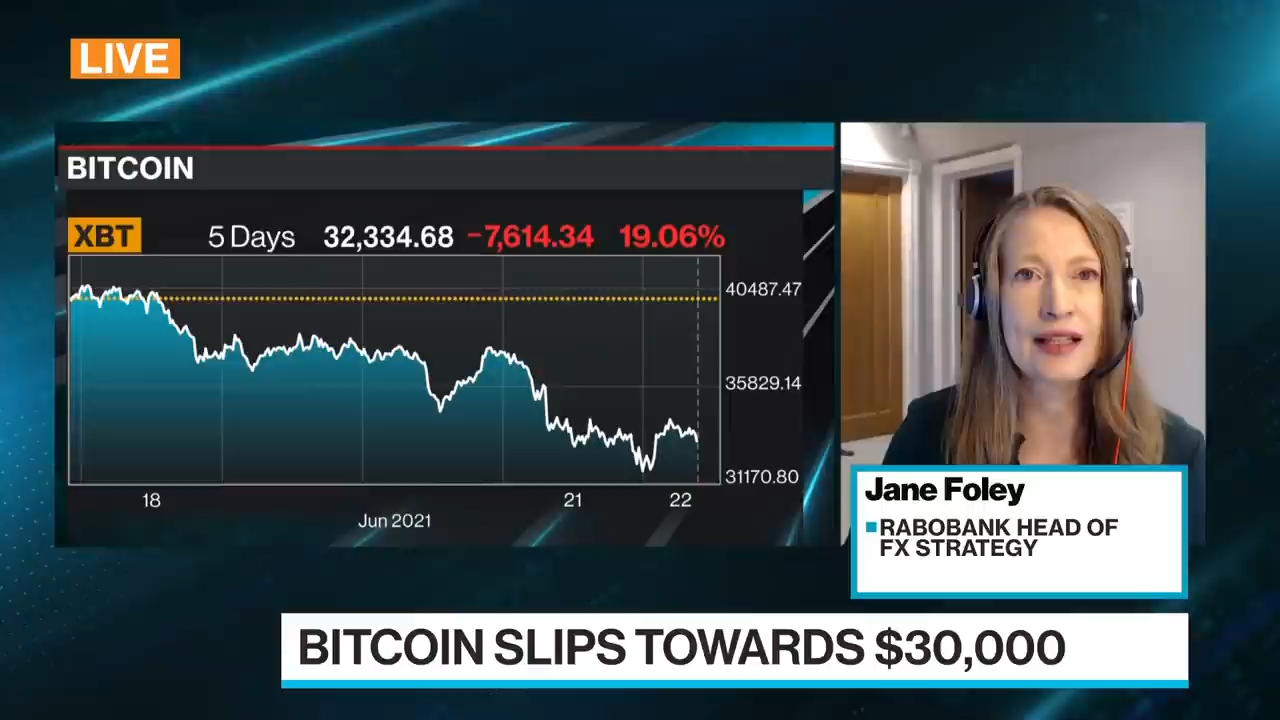 LIVE
BITCOIN
XBT 5 Days 32,334.68 −7,614.34 19.06%
40487.47
35829.14
31170.80
18 21 22
Jun 2021
Jane Foley
RABOBANK HEAD OF
FX STRATEGY
BITCOIN SLIPS TOWARDS $30,000